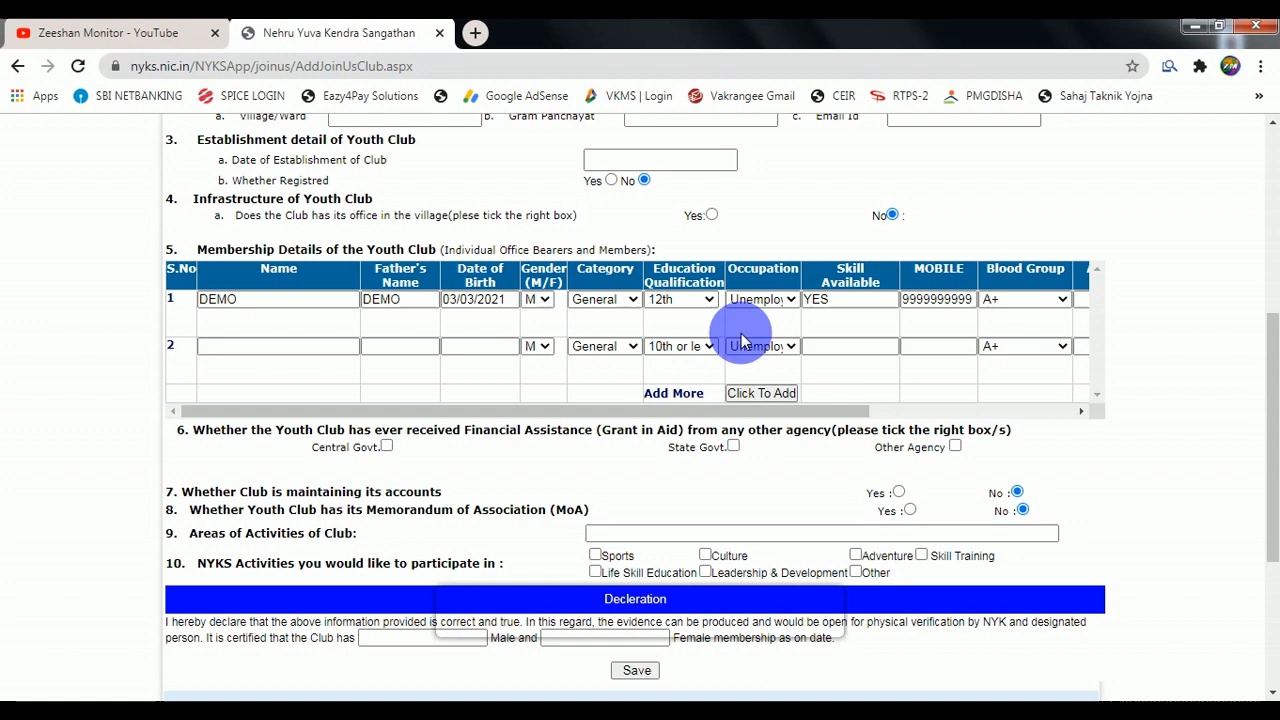 Zeeshan Monitor - YouTube
Nehru Yuva Kendra Sangathan
nyks.nic.in/NYKSApp/joinus/AddJoinUsClub.aspx
Apps SBI NETBANKING SPICE LOGIN Eazy4Pay Solutions Google AdSense VKMS | Login Vakrangee Gmail CEIR RTPS-2 PMGDISHA Sahaj Taknik Yojna »
a. Village/Ward b. Gram Panchayat c. Email Id
3. Establishment detail of Youth Club
a. Date of Establishment of Club
b. Whether Registered Yes No
4. Infrastructure of Youth Club
a. Does the Club has its office in the village(plese tick the right box) Yes: No :
5. Membership Details of the Youth Club (Individual Office Bearers and Members):
S.No Name Father's Name Date of Birth Gender (M/F) Category Education Qualification Occupation Skill Available MOBILE Blood Group
1 DEMO DEMO 03/03/2021 M General 12th Unemploy YES 9999999999 A+
2 M General 10th or le Unemploy A+
Add More Click To Add
6. Whether the Youth Club has ever received Financial Assistance (Grant in Aid) from any other agency(please tick the right box/s)
Central Govt. State Govt. Other Agency
7. Whether Club is maintaining its accounts Yes : No :
8. Whether Youth Club has its Memorandum of Association (MoA) Yes : No :
9. Areas of Activities of Club:
10. NYKS Activities you would like to participate in : Sports Culture Adventure Skill Training
Life Skill Education Leadership & Development Other
Decleration
I hereby declare that the above information provided is correct and true. In this regard, the evidence can be produced and would be open for physical verification by NYK and designated
person. It is certified that the Club has Male and Female membership as on date.
Save